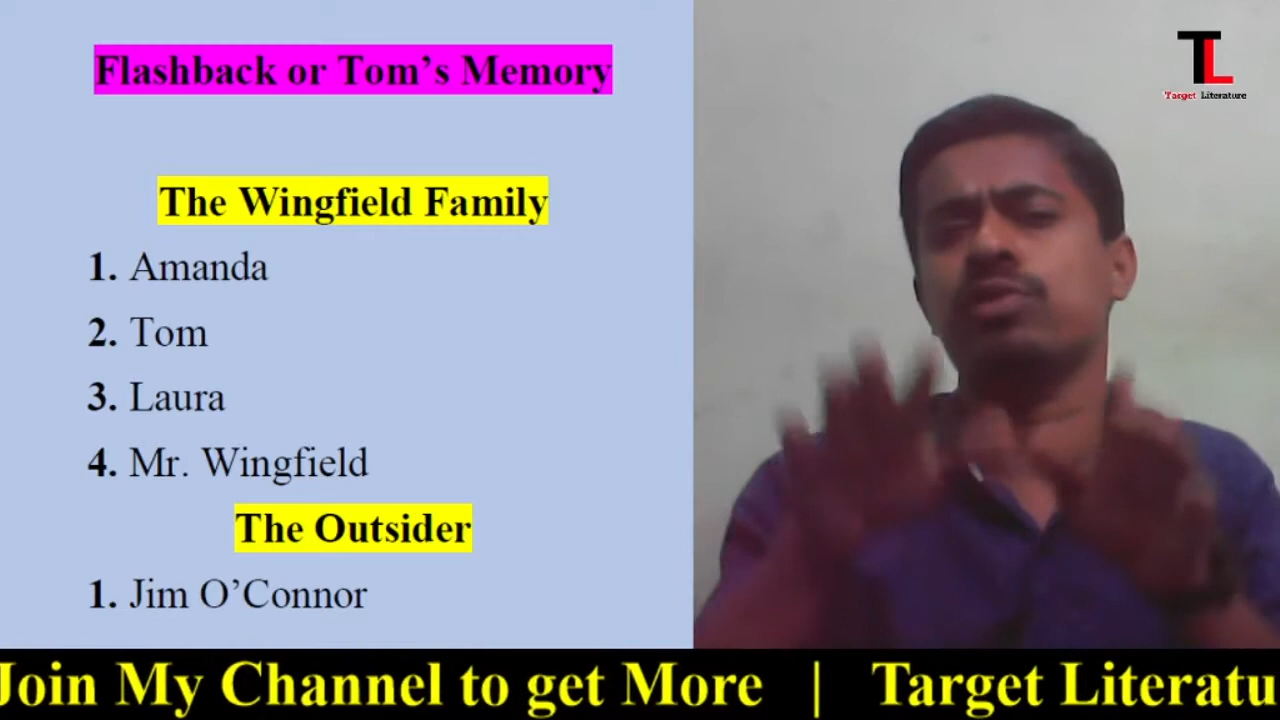 Flashback or Tom's Memory
The Wingfield Family
1. Amanda
2. Tom
3. Laura
4. Mr. Wingfield
The Outsider
1. Jim O'Connor
TL
Target Literature
Join My Channel to get More | Target Literatu